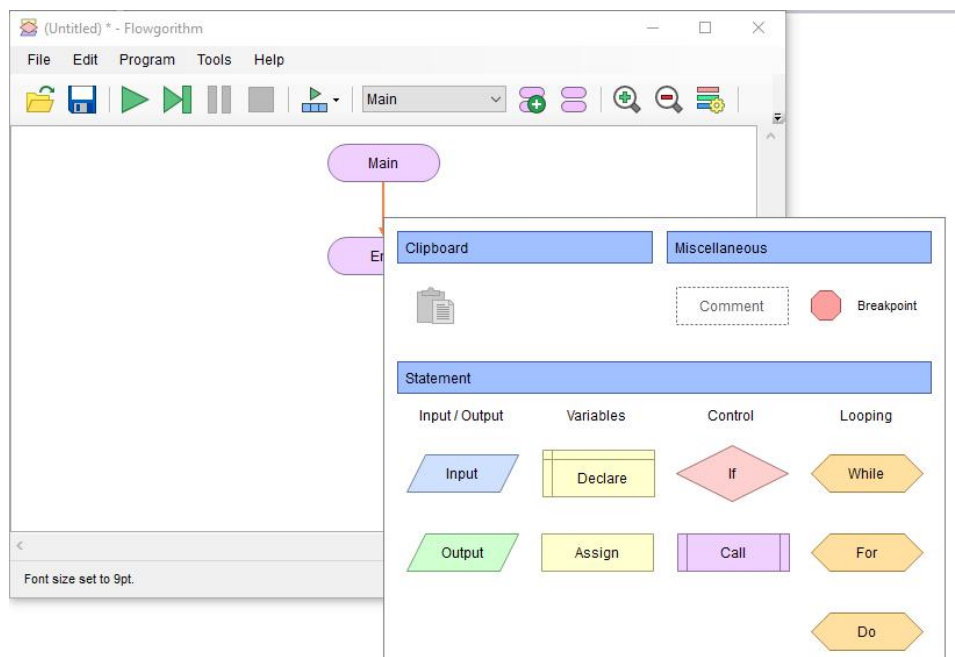 (Untitled) * - Flowgorithm
File Edit Program Tools Help
Main
Main
Clipboard Miscellaneous
Comment Breakpoint
Statement
Input / Output Variables Control Looping
Input Declare If While
Output Assign Call For
Do
Font size set to 9pt.